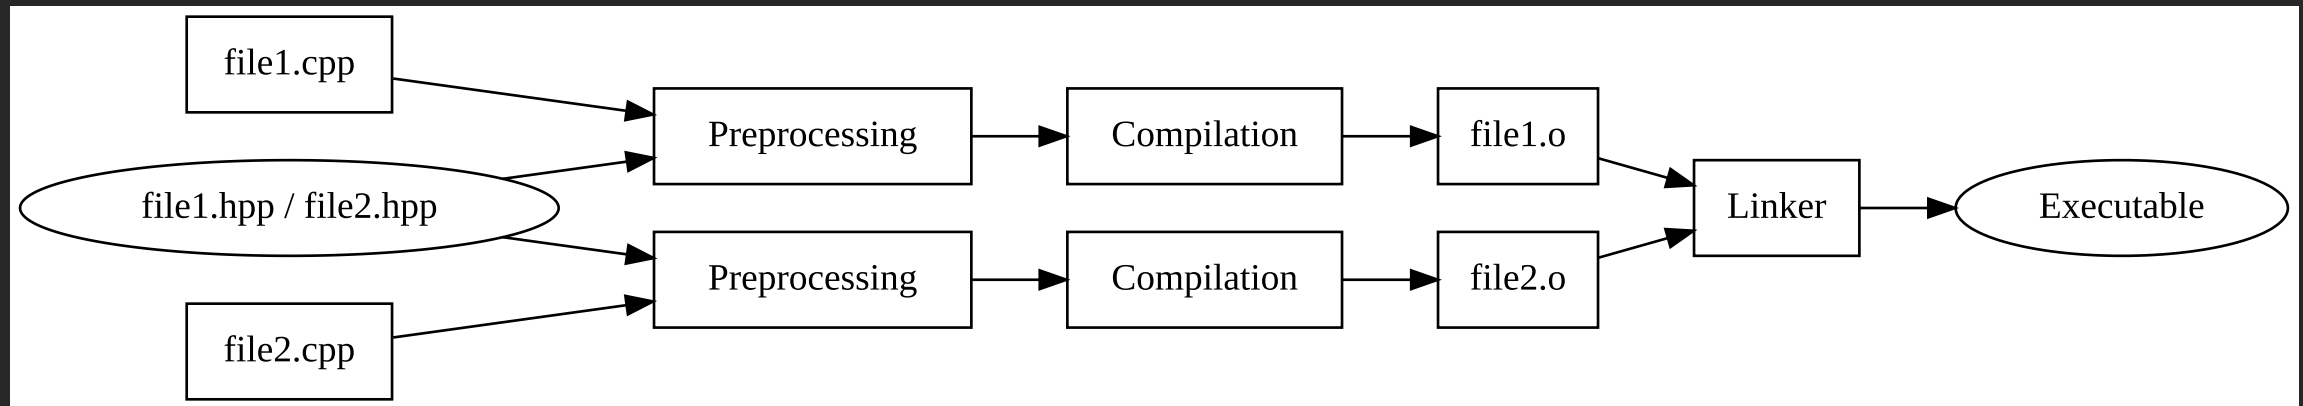 file1.cpp
Preprocessing
Compilation
file1.o
file1.hpp / file2.hpp
Linker
Executable
Preprocessing
Compilation
file2.o
file2.cpp